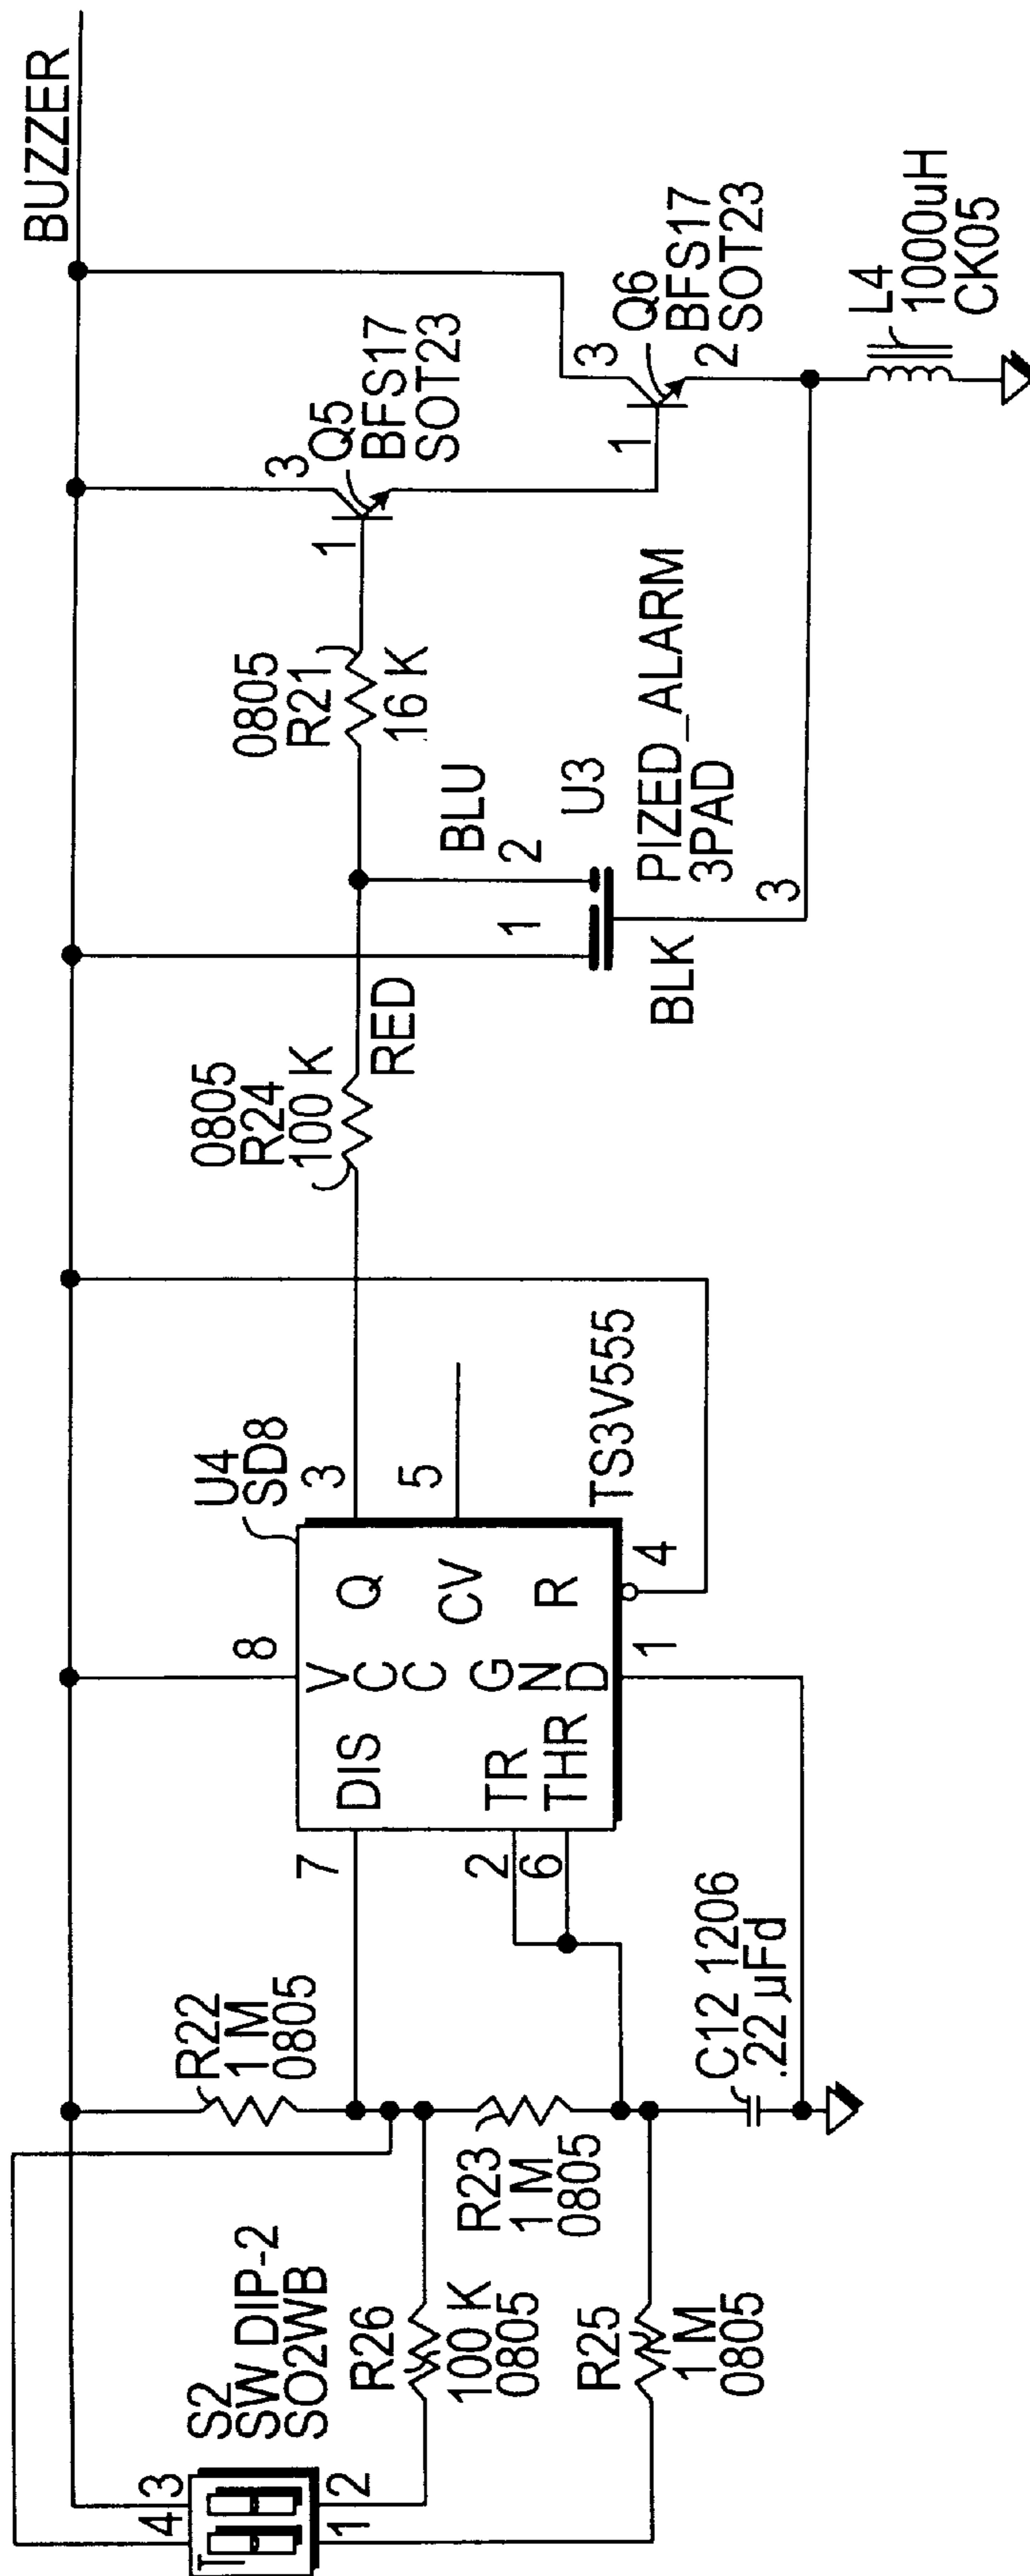 BUZZER
S2
SW DIP-2
SO2WB
4
3
1
2
R22
1 M
0805
R26
100 K
0805
R23
1 M
0805
R25
1 M
0805
C12 1206
.22 µFd
U4
SD8
7
2
6
8
3
5
1
4
DIS
TR
THR
VCC
GND
Q
CV
R
TS3V555
0805
R24
100 K
RED
BLU
1
2
U3
PIZED_ALARM
3PAD
BLK
3
0805
R21
16 K
1
3
Q5
BFS17
SOT23
1
3
2
Q6
BFS17
SOT23
L4
1000uH
CK05